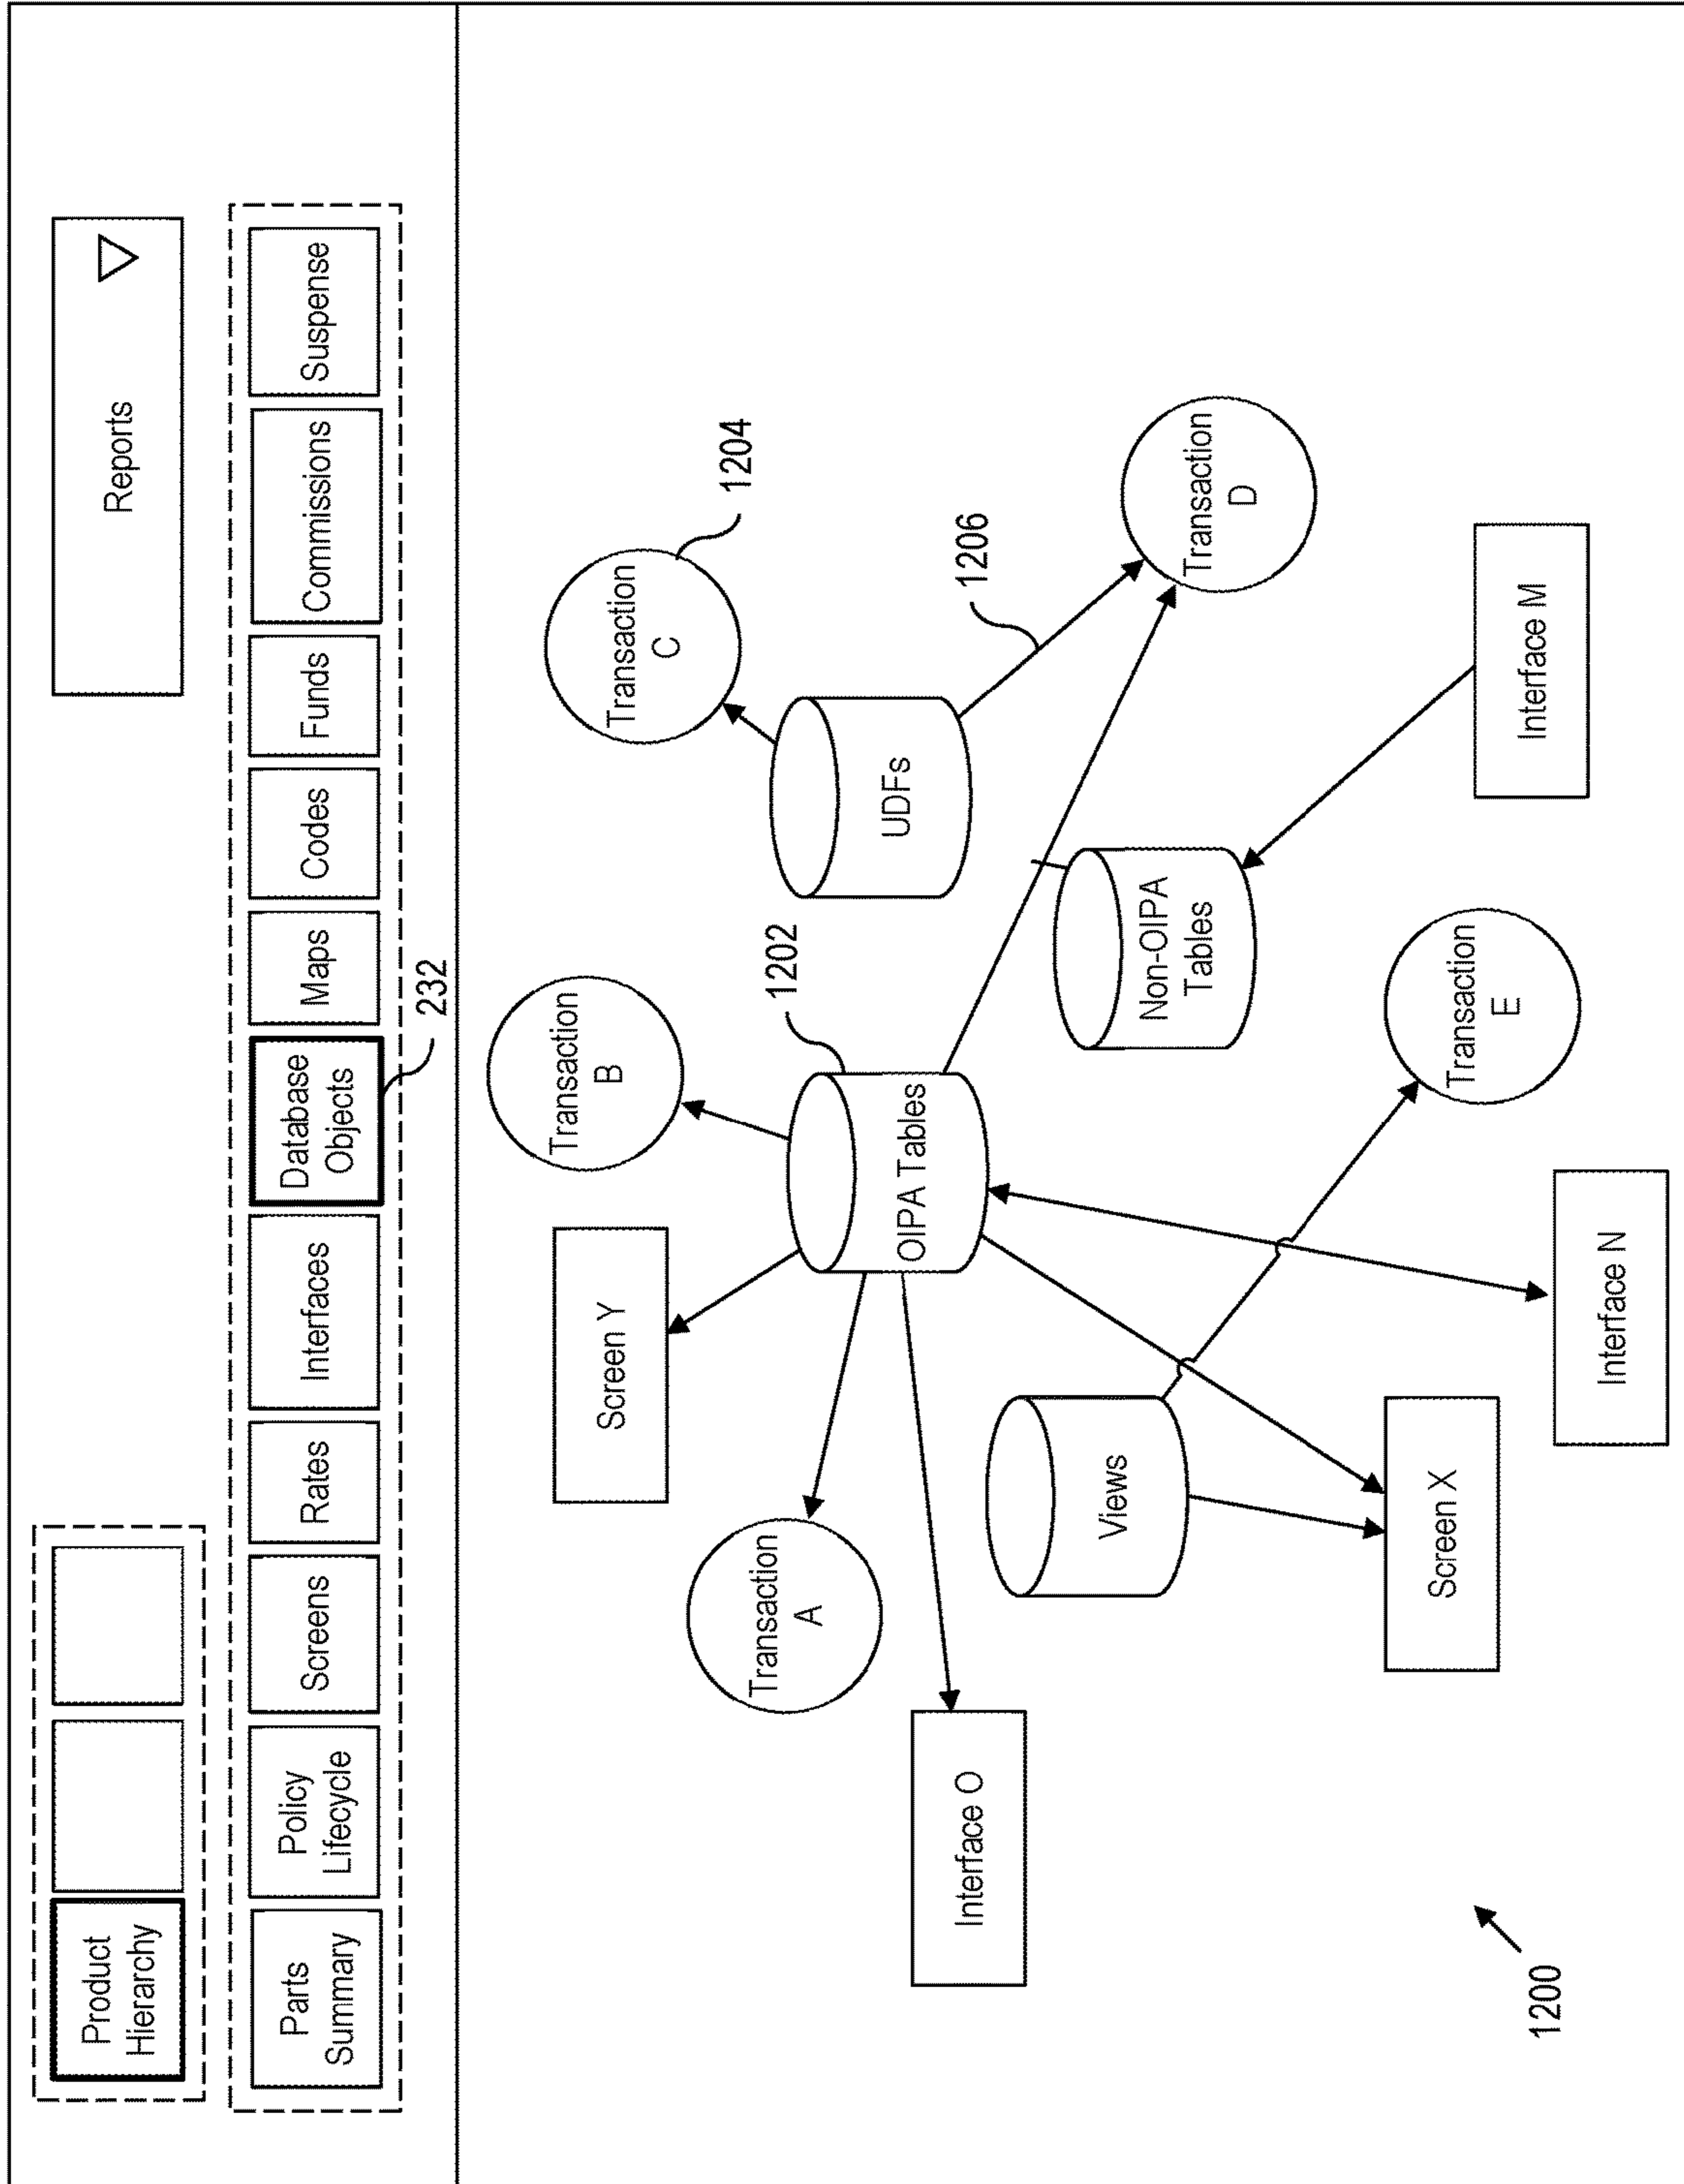 Product
Hierarchy
Reports
Parts
Summary
Policy
Lifecycle
Screens
Rates
Interfaces
Database
Objects
Maps
Codes
Funds
Commissions
Suspense
232
Transaction
B
Transaction
C
1204
Screen Y
1202
Transaction
A
OIPA Tables
UDFs
1206
Interface O
Views
Non-OIPA
Tables
Transaction
D
Screen X
Transaction
E
Interface M
Interface N
1200